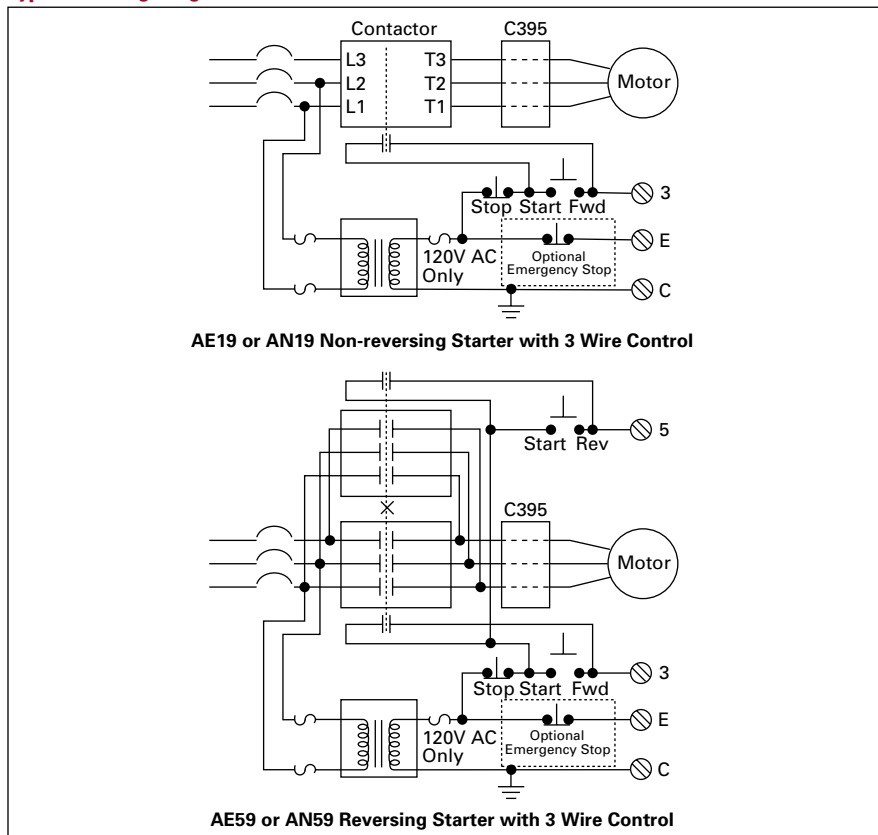 Contactor
C395
L3
T3
L2
T2
L1
T1
Motor
Stop Start Fwd
3
E
120V AC
Only
Optional
Emergency Stop
C
AE19 or AN19 Non-reversing Starter with 3 Wire Control
Start Rev
5
C395
Motor
Stop Start Fwd
3
E
120V AC
Only
Optional
Emergency Stop
C
AE59 or AN59 Reversing Starter with 3 Wire Control